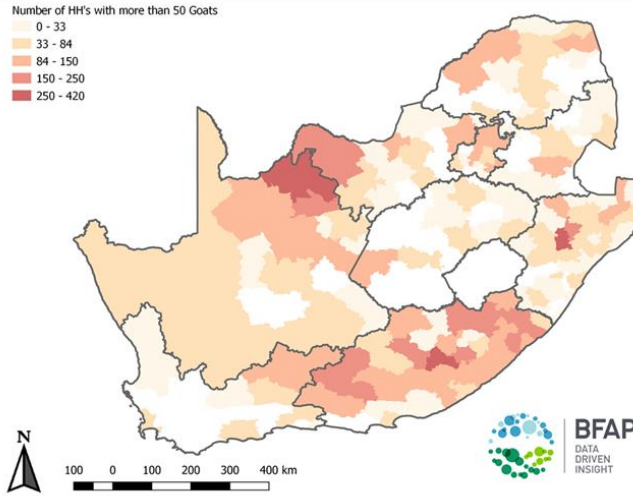 Number of HH's with more than 50 Goats
0 - 33
33 - 84
84 - 150
150 - 250
250 - 420
N
100 0 100 200 300 400 km
BFAP
DATA
DRIVEN
INSIGHT